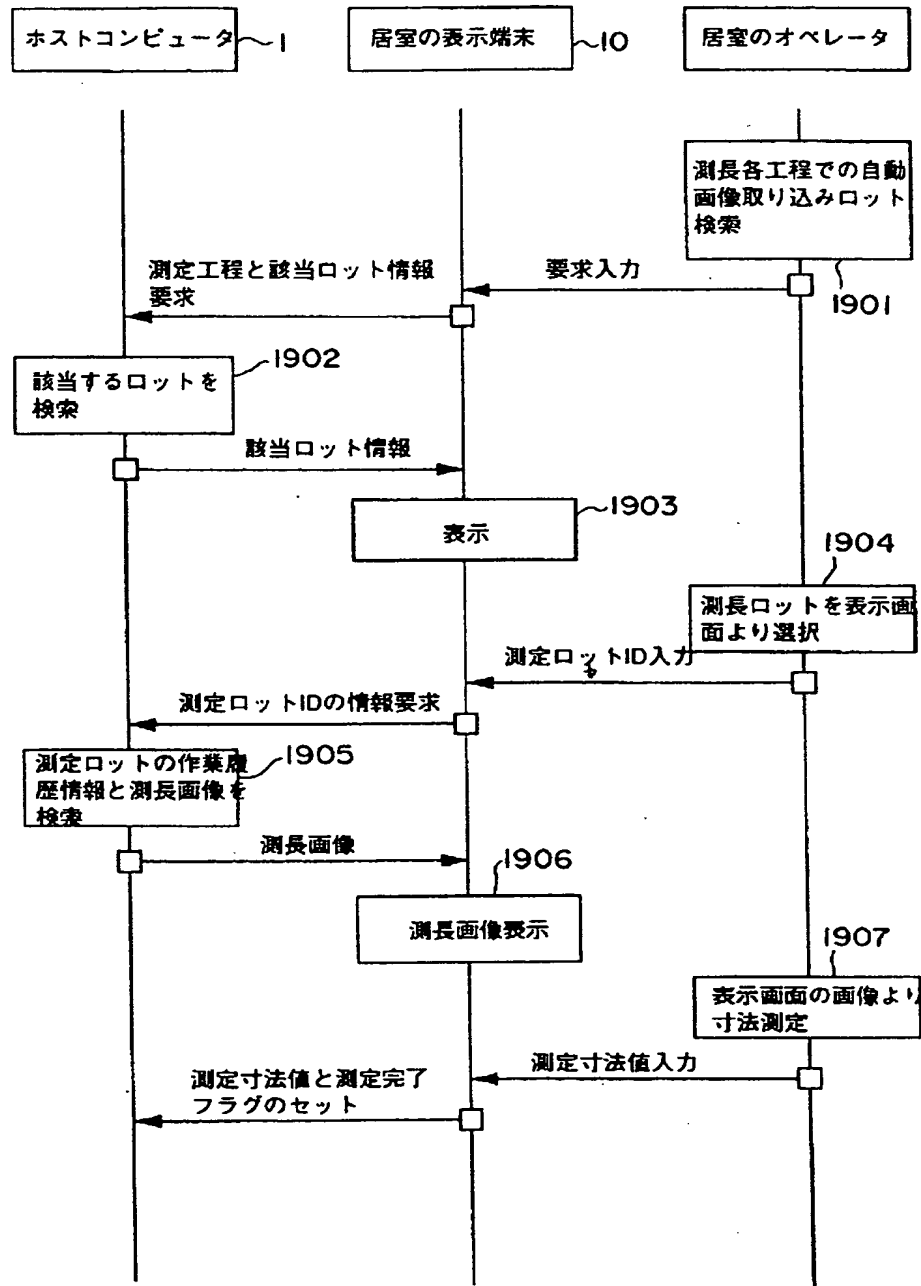 ホストコンピュータ
1
居室の表示端末
10
居室のオペレータ
測長各工程での自動
画像取り込みロット
検索
1901
要求入力
測定工程と該当ロット情報
要求
1902
該当するロットを
検索
該当ロット情報
1903
表示
1904
測長ロットを表示画
面より選択
測定ロットID入力
測定ロットIDの情報要求
1905
測定ロットの作業履
歴情報と測長画像を
検索
測長画像
1906
測長画像表示
1907
表示画面の画像より
寸法測定
測定寸法値入力
測定寸法値と測定完了
フラグのセット